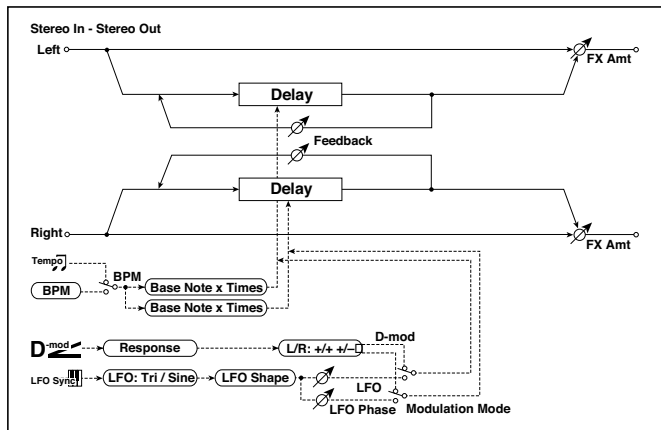 Stereo In - Stereo Out
Left
FX Amt
Delay
Feedback
Delay
Right
FX Amt
Tempo
BPM
BPM
Base Note x Times
Base Note x Times
D-mod
D-mod
Response
L/R: +/+ +/–
LFO Sync
LFO: Tri / Sine
LFO Shape
LFO
LFO Phase
Modulation Mode